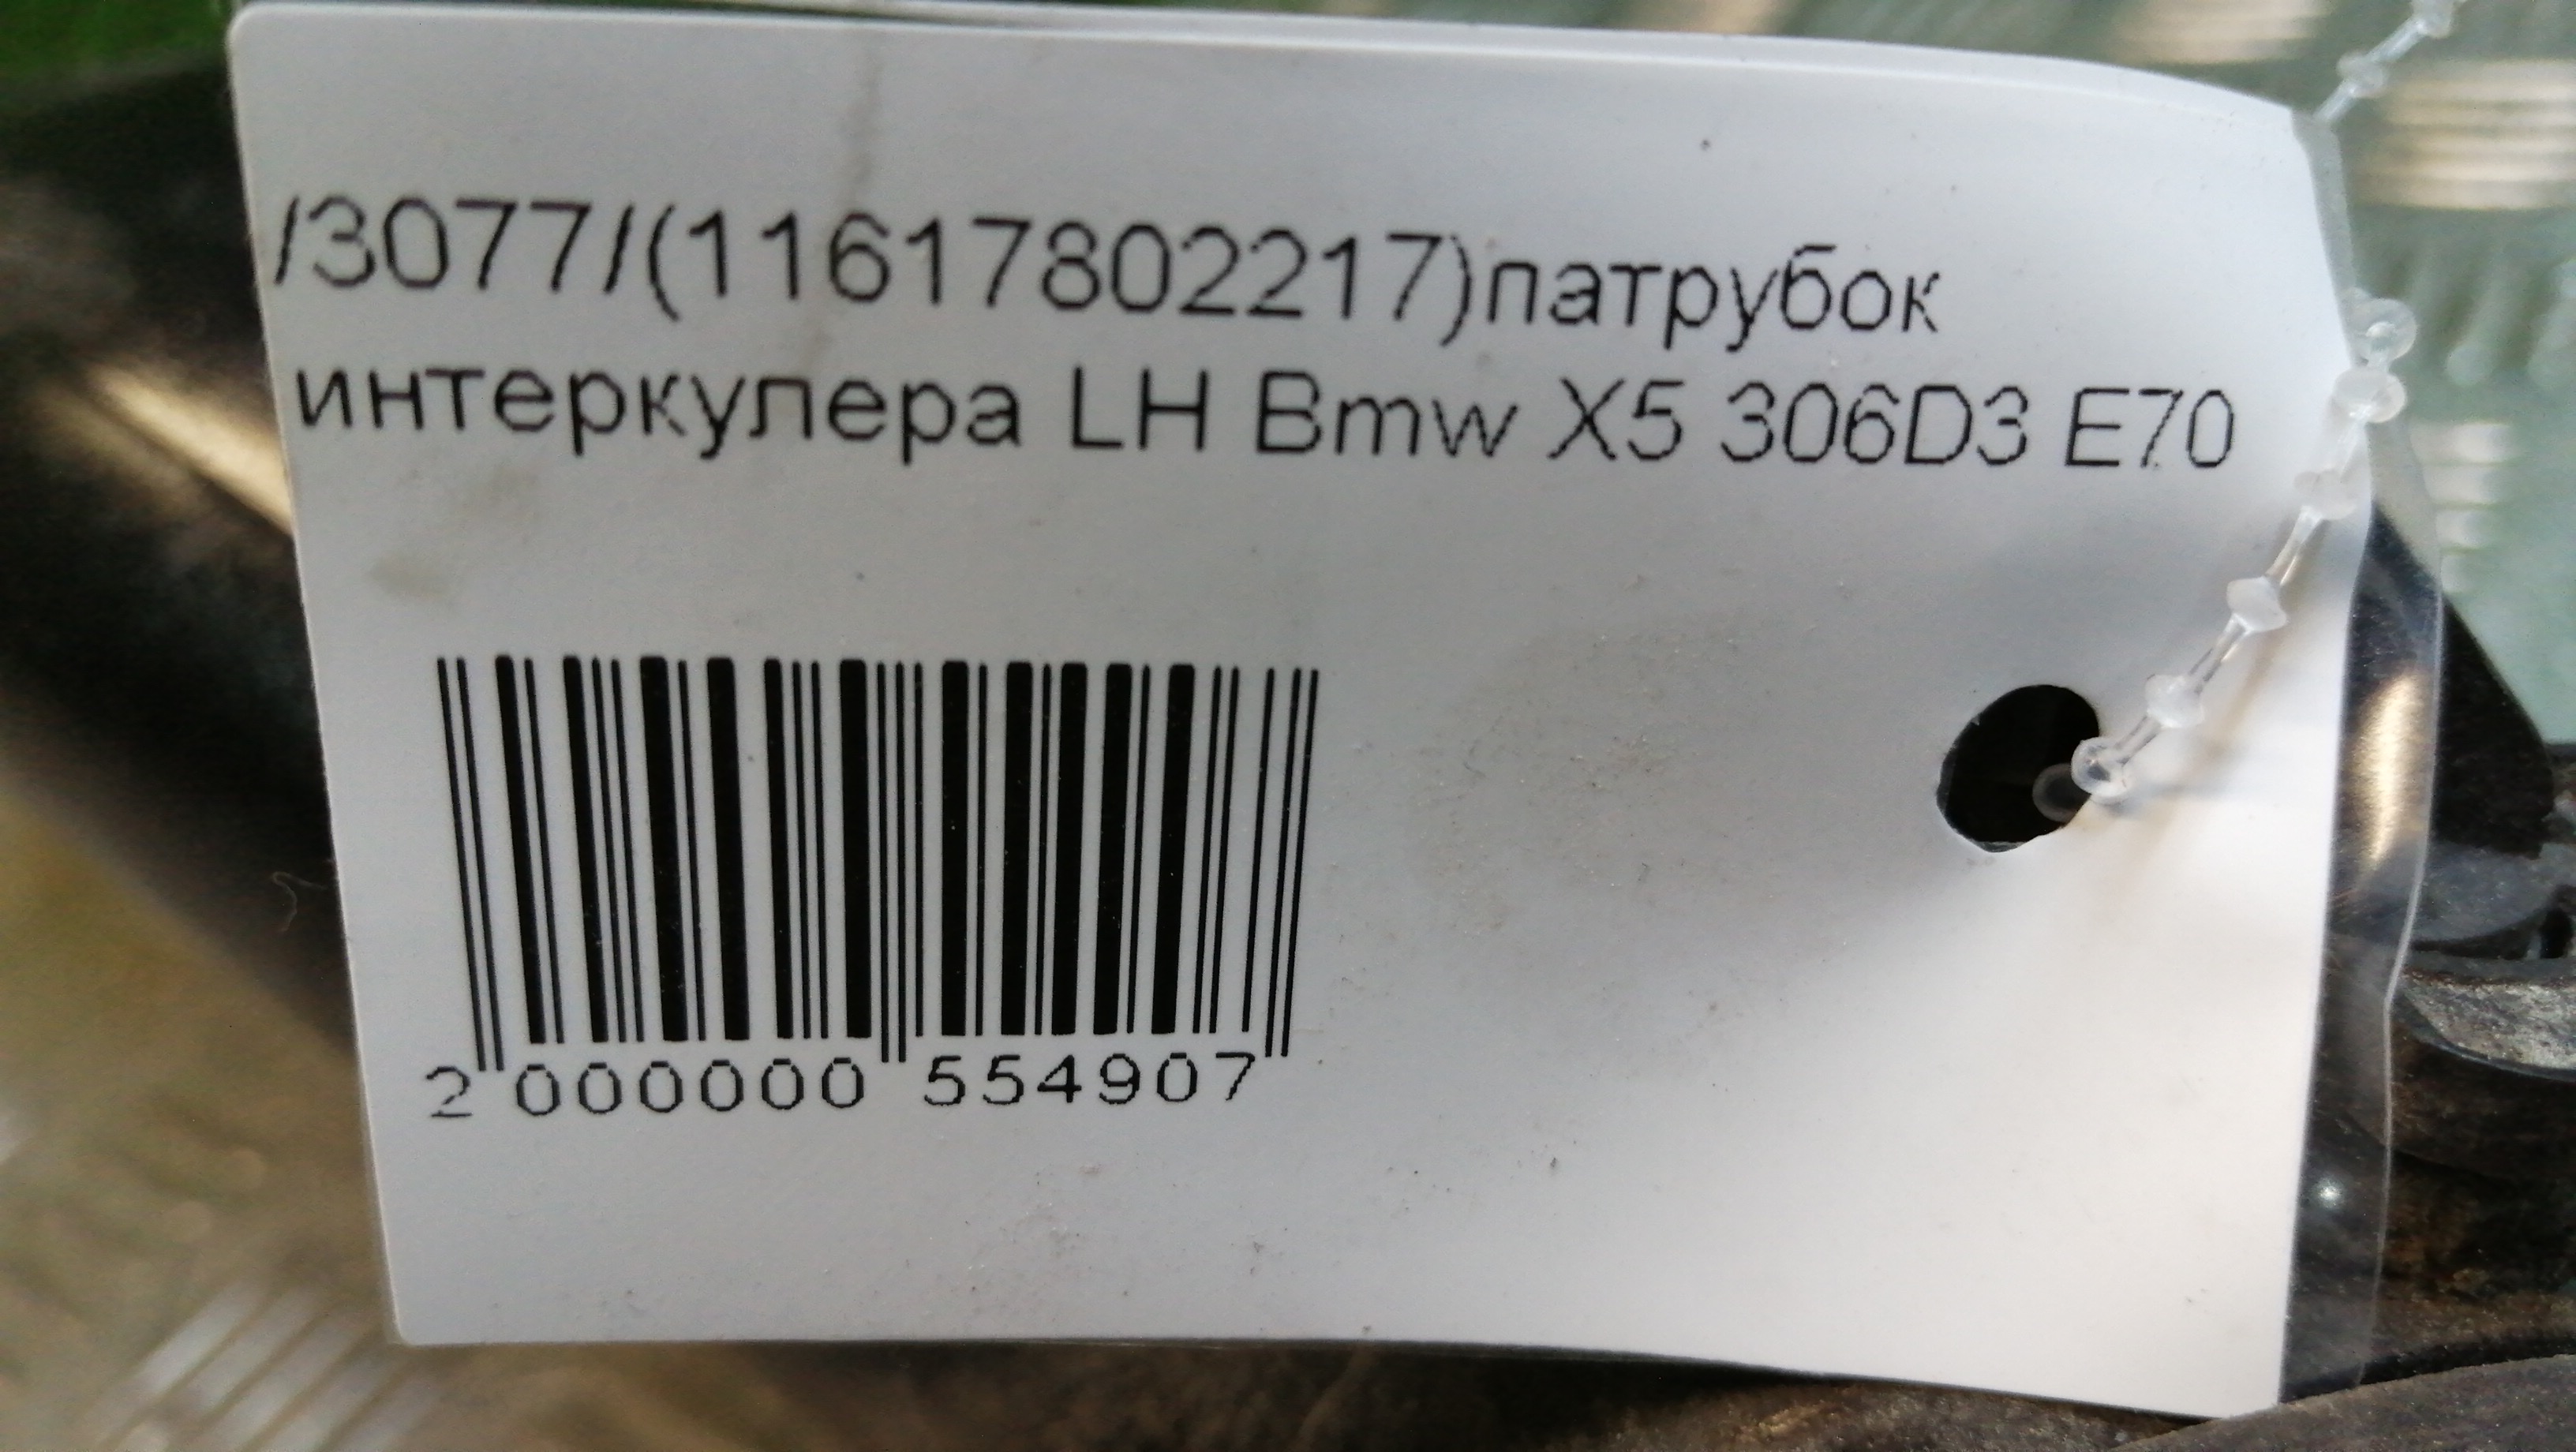 /3077/(11617802217)патрубок
интеркулера LH Bmw X5 306D3 E70
2 000000 554907